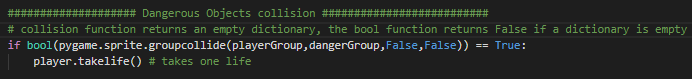 #################### Dangerous Objects collision ##########################
# collision function returns an empty dictionary, the bool function returns False if a dictionary is empty
if bool(pygame.sprite.groupcollide(playerGroup,dangerGroup,False,False)) == True:
    player.takelife() # takes one life